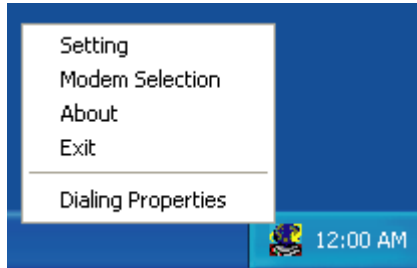 Setting
Modem Selection
About
Exit
Dialing Properties
12:00 AM